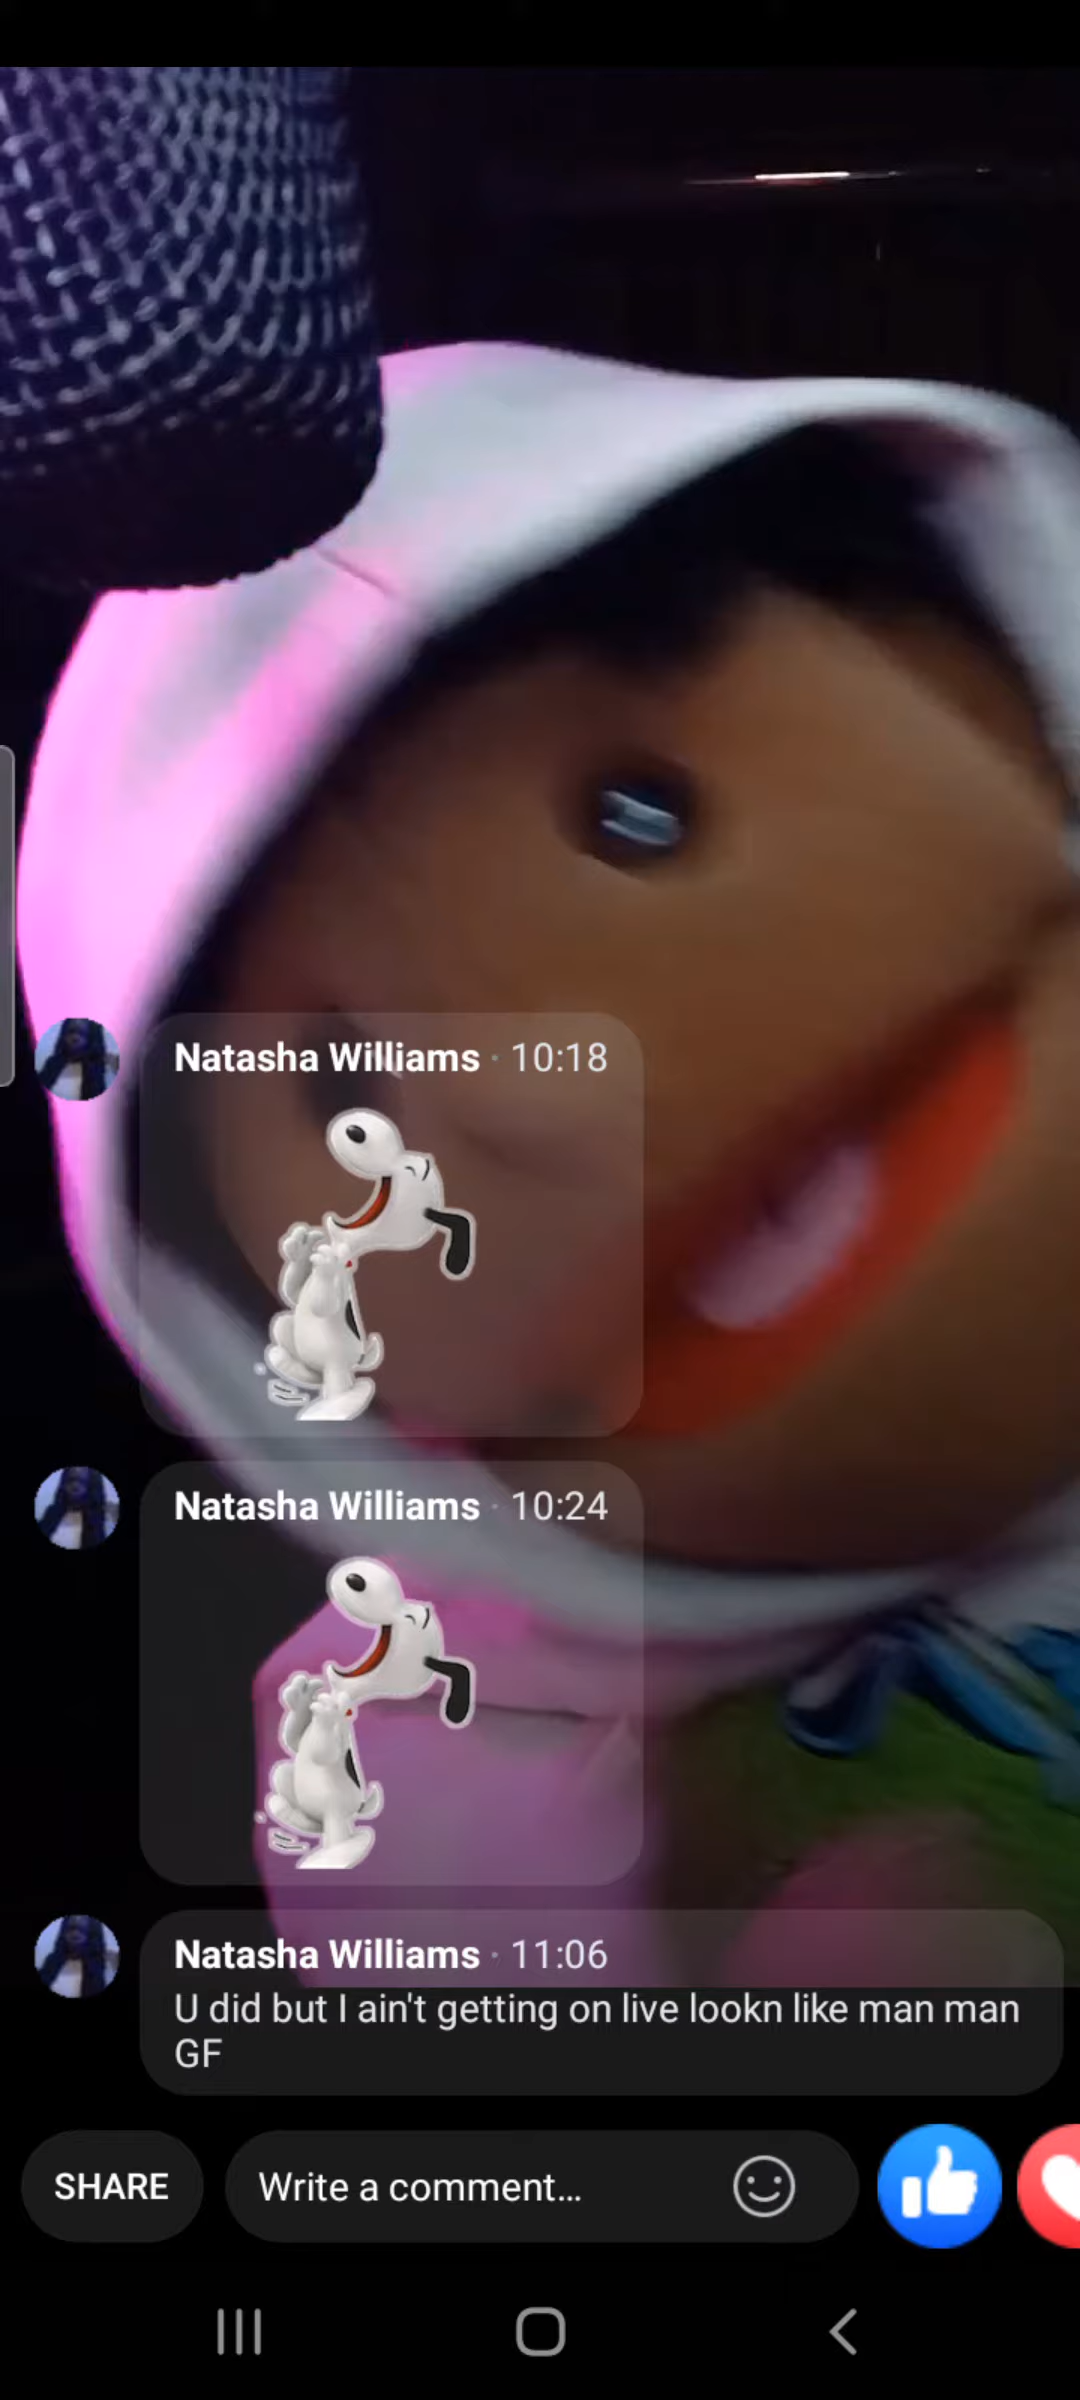 Natasha Williams · 10:18
Natasha Williams · 10:24
Natasha Williams · 11:06
U did but I ain't getting on live lookn like man man
GF
SHARE
Write a comment...